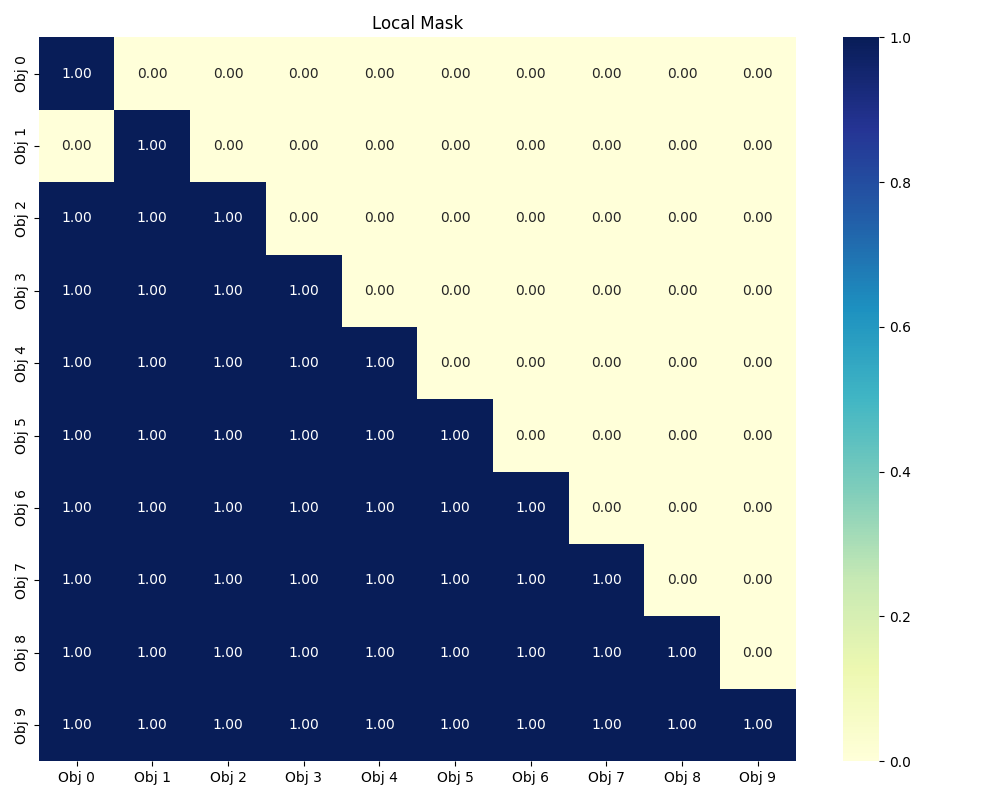 Local Mask
Obj 0 1.00 0.00 0.00 0.00 0.00 0.00 0.00 0.00 0.00 0.00
Obj 1 0.00 1.00 0.00 0.00 0.00 0.00 0.00 0.00 0.00 0.00
Obj 2 1.00 1.00 1.00 0.00 0.00 0.00 0.00 0.00 0.00 0.00
Obj 3 1.00 1.00 1.00 1.00 0.00 0.00 0.00 0.00 0.00 0.00
Obj 4 1.00 1.00 1.00 1.00 1.00 0.00 0.00 0.00 0.00 0.00
Obj 5 1.00 1.00 1.00 1.00 1.00 1.00 0.00 0.00 0.00 0.00
Obj 6 1.00 1.00 1.00 1.00 1.00 1.00 1.00 0.00 0.00 0.00
Obj 7 1.00 1.00 1.00 1.00 1.00 1.00 1.00 1.00 0.00 0.00
Obj 8 1.00 1.00 1.00 1.00 1.00 1.00 1.00 1.00 1.00 0.00
Obj 9 1.00 1.00 1.00 1.00 1.00 1.00 1.00 1.00 1.00 1.00
Obj 0 Obj 1 Obj 2 Obj 3 Obj 4 Obj 5 Obj 6 Obj 7 Obj 8 Obj 9
1.0
0.8
0.6
0.4
0.2
0.0